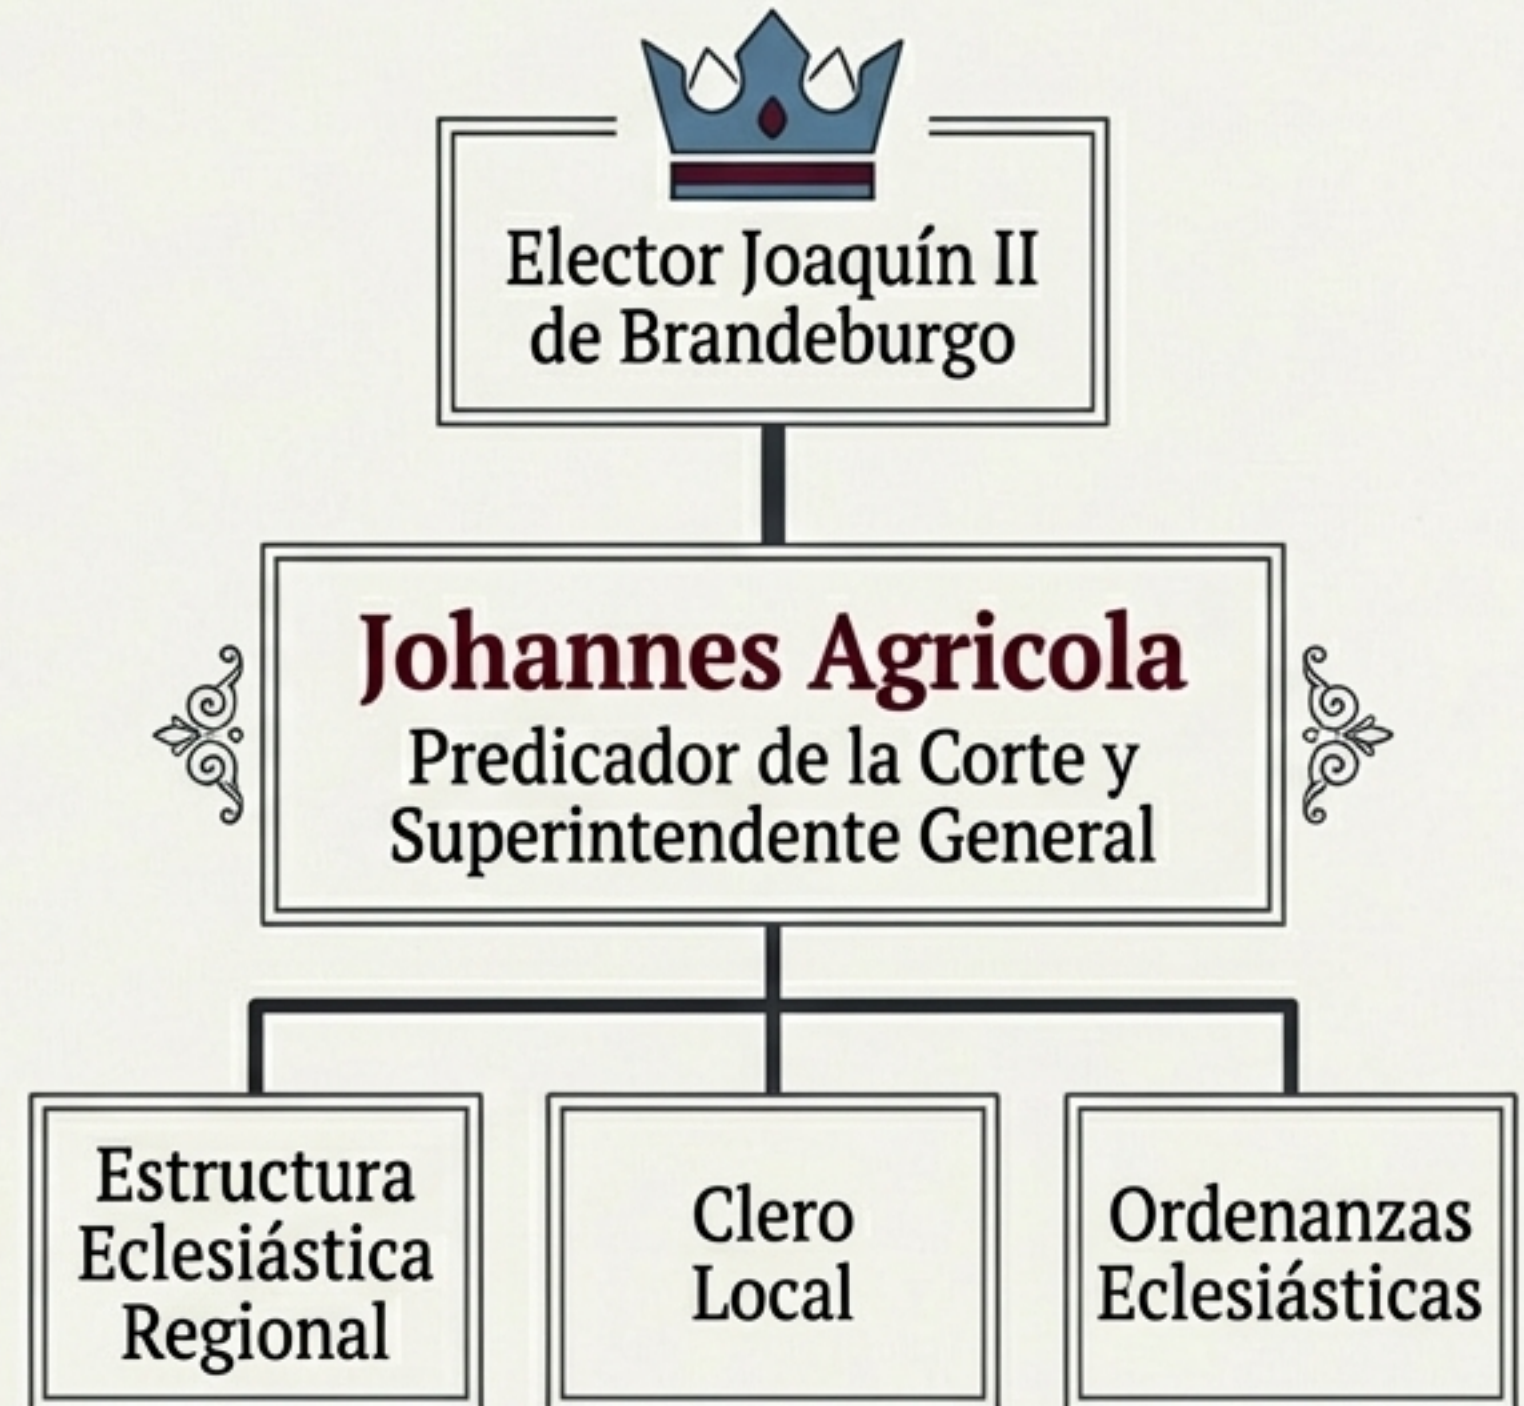 Elector Joaquín II
de Brandeburgo
Johannes Agricola
Predicador de la Corte y
Superintendente General
Estructura
Eclesiástica
Regional
Clero
Local
Ordenanzas
Eclesiásticas